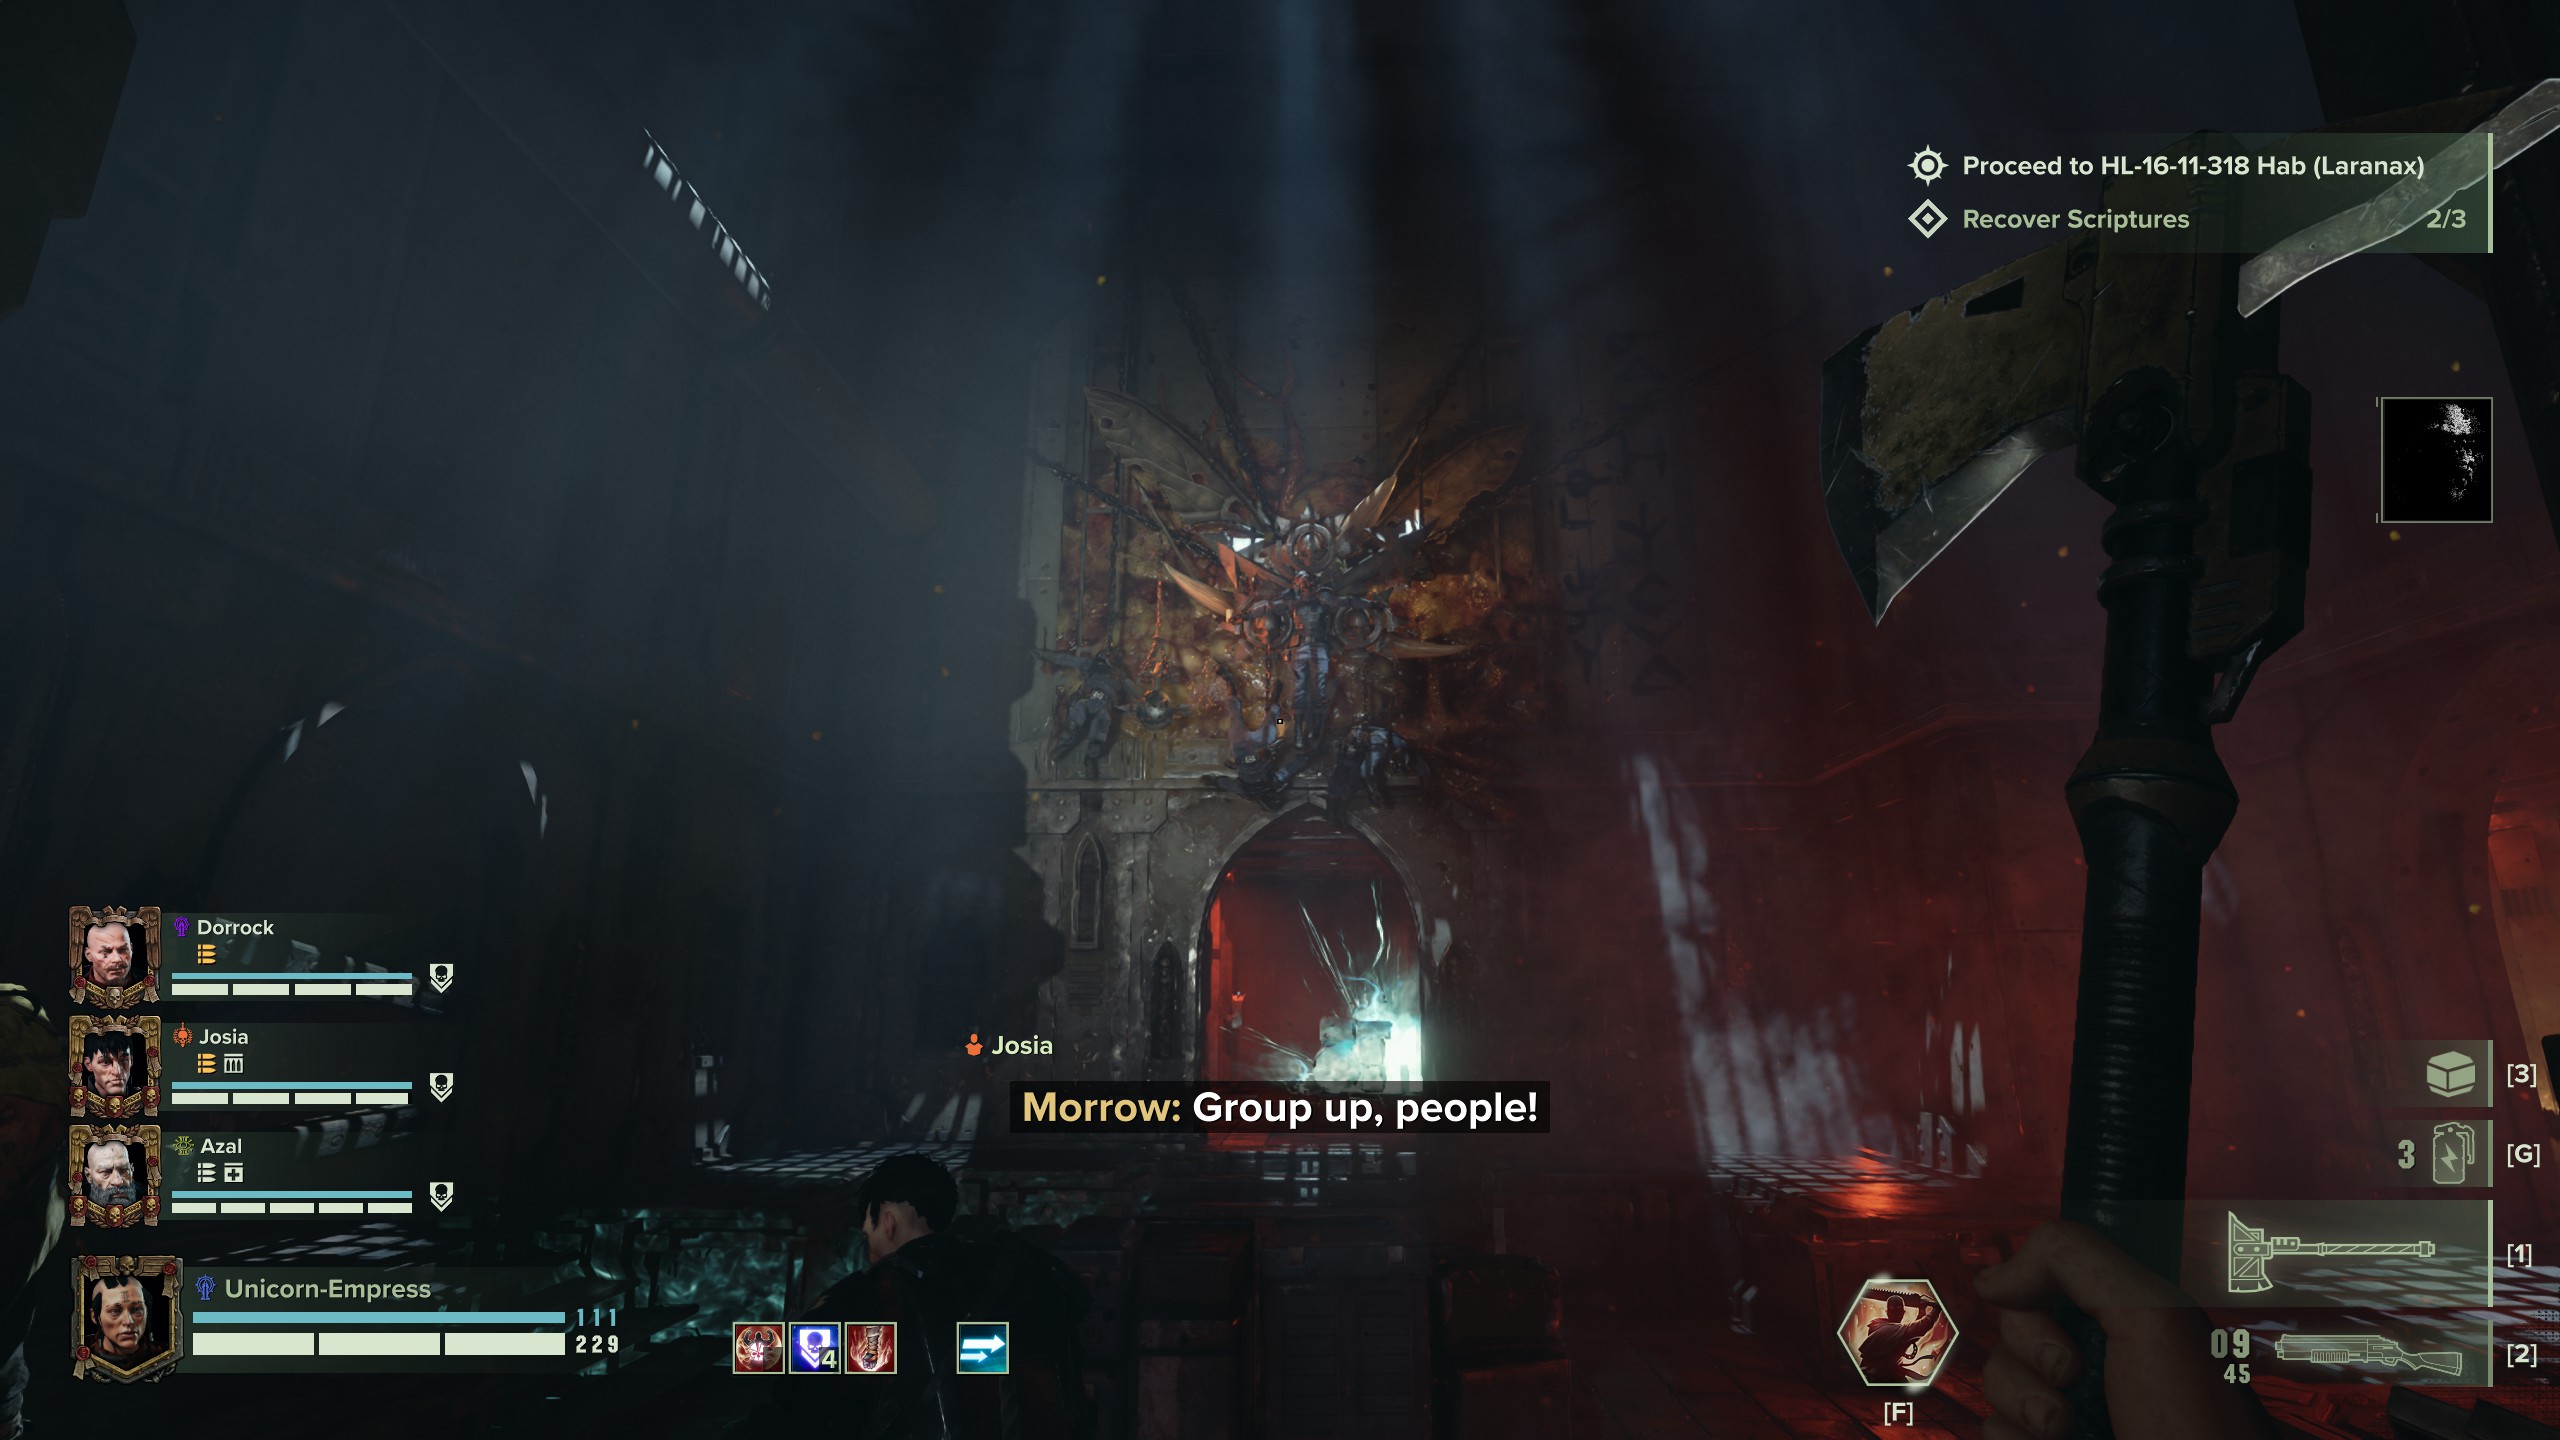 Proceed to HL-16-11-318 Hab (Laranax)
Recover Scriptures 2/3
Dorrock
Josia
Azal
Unicorn-Empress
111
229
Josia
Morrow: Group up, people!
4
[F]
[3]
3 [G]
[1]
09
45
[2]